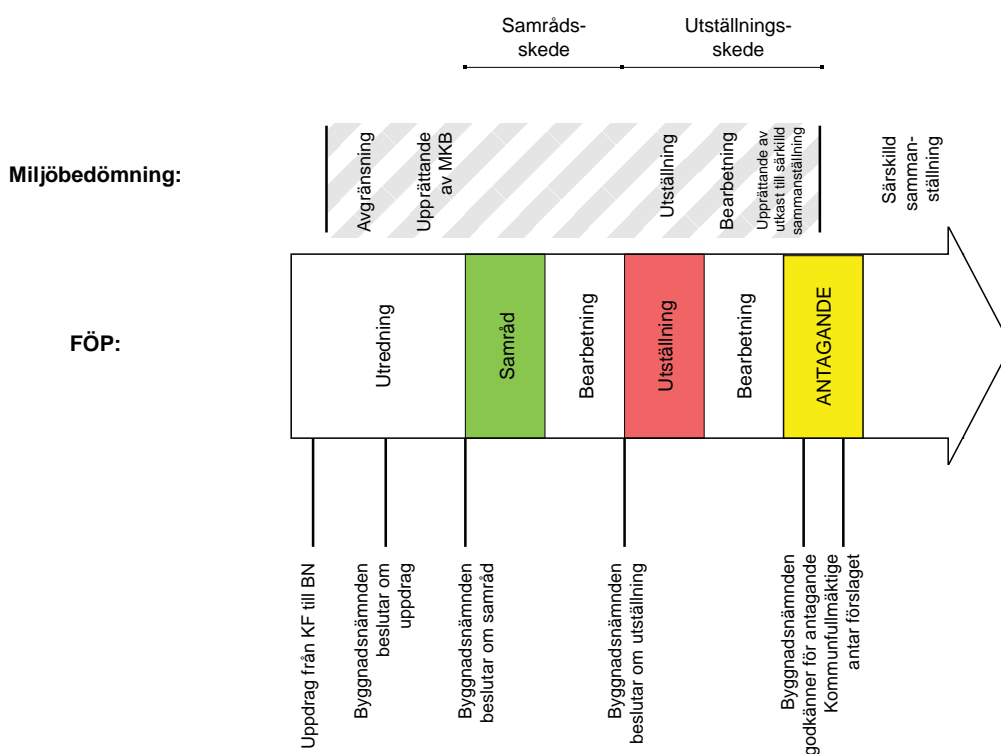 Samråds-
skede
Utställnings-
skede
Miljöbedömning:
Avgränsning
Upprättande
av MKB
Utställning
Bearbetning
Upprättande av
utkast till särkilld
sammanställning
Särskilld
samman-
ställning
FÖP:
Utredning
Samråd
Bearbetning
Utställning
Bearbetning
ANTAGANDE
Uppdrag från KF till BN
Byggnadsnämnden
beslutar om
uppdrag
Byggnadsnämnden
beslutar om samråd
Byggnadsnämnden
beslutar om utställning
Byggnadsnämnden
godkänner för antagande
Kommunfullmäktige
antar förslaget